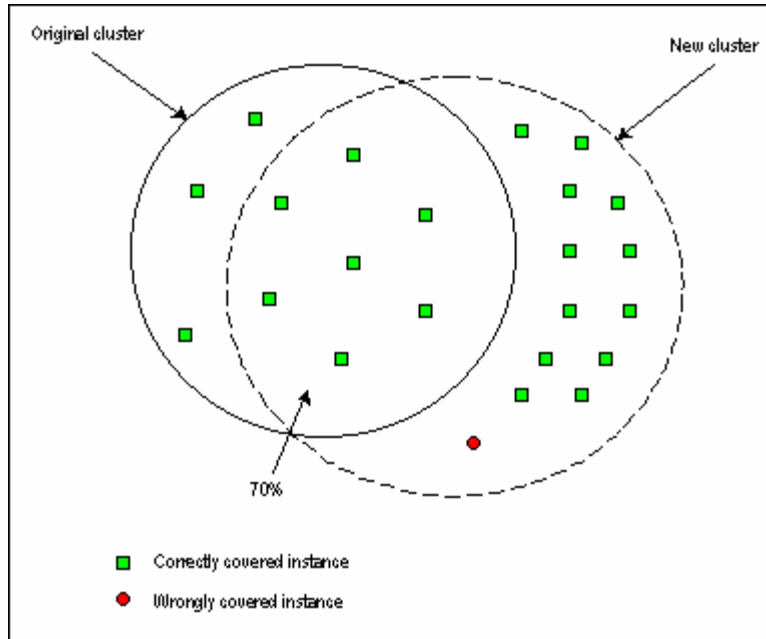 Original cluster
New cluster
70%
Correctly covered instance
Wrongly covered instance